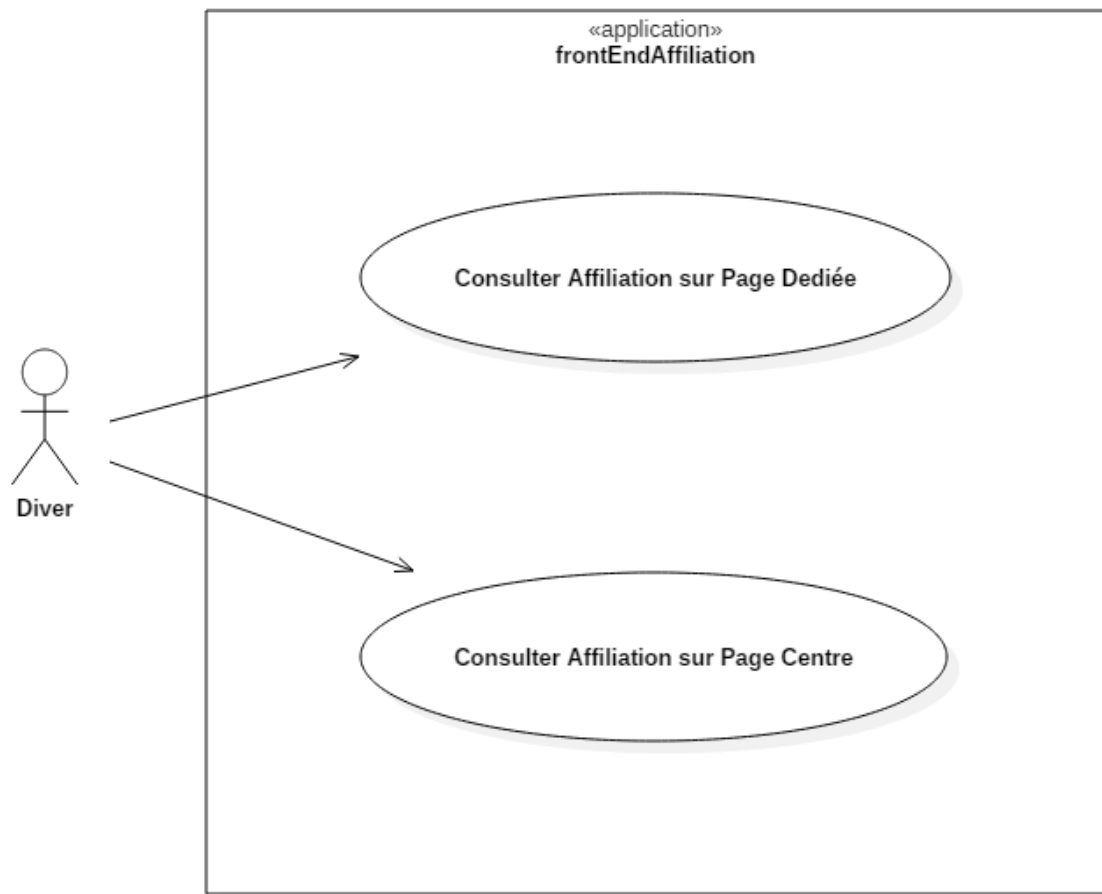 «application»
frontEndAffiliation
Consulter Affiliation sur Page Dediée
Diver
Consulter Affiliation sur Page Centre